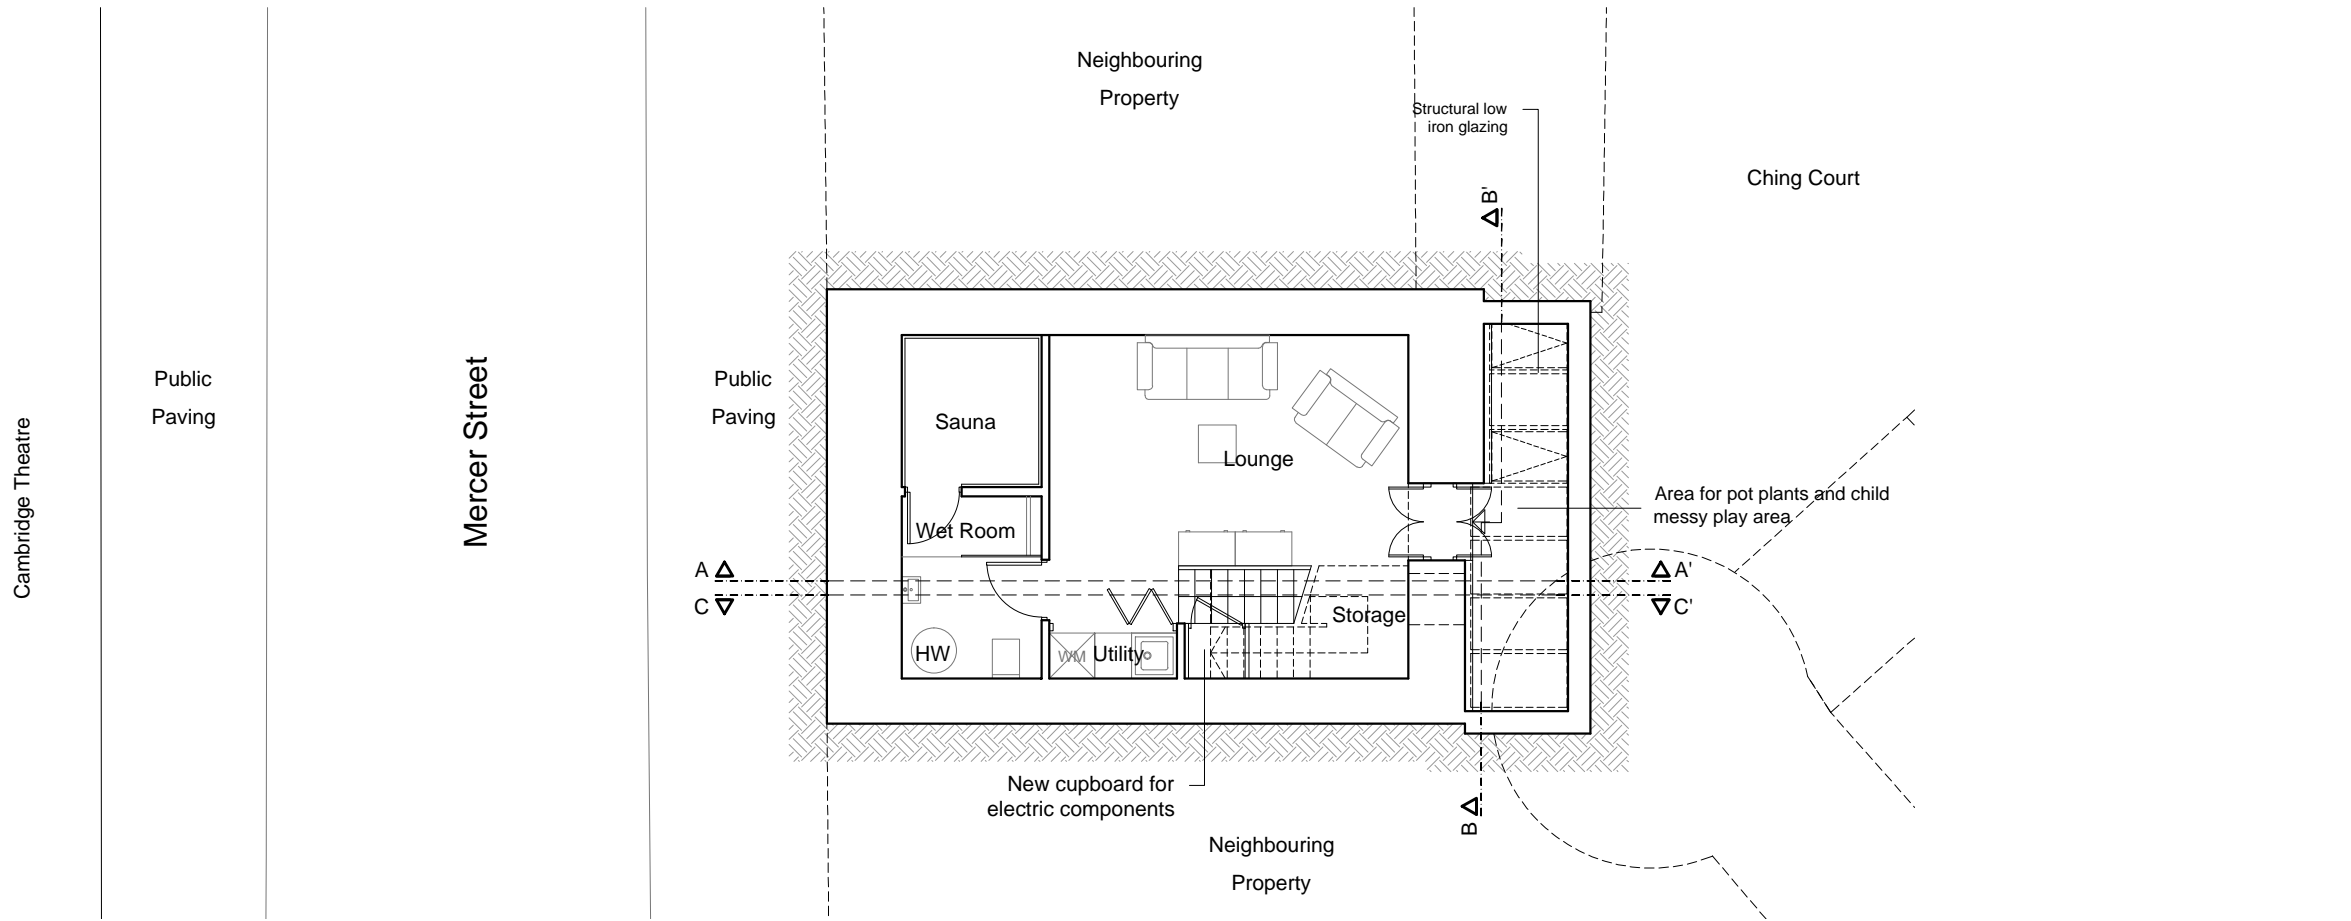 Neighbouring
Property
Structural low
iron glazing
Ching Court
B'
Public
Paving
Mercer Street
Cambridge Theatre
Public
Paving
Sauna
Lounge
Area for pot plants and child
messy play area
Wet Room
A
A'
C
C'
Storage
HW
WM
Utility
New cupboard for
electric components
B
Neighbouring
Property